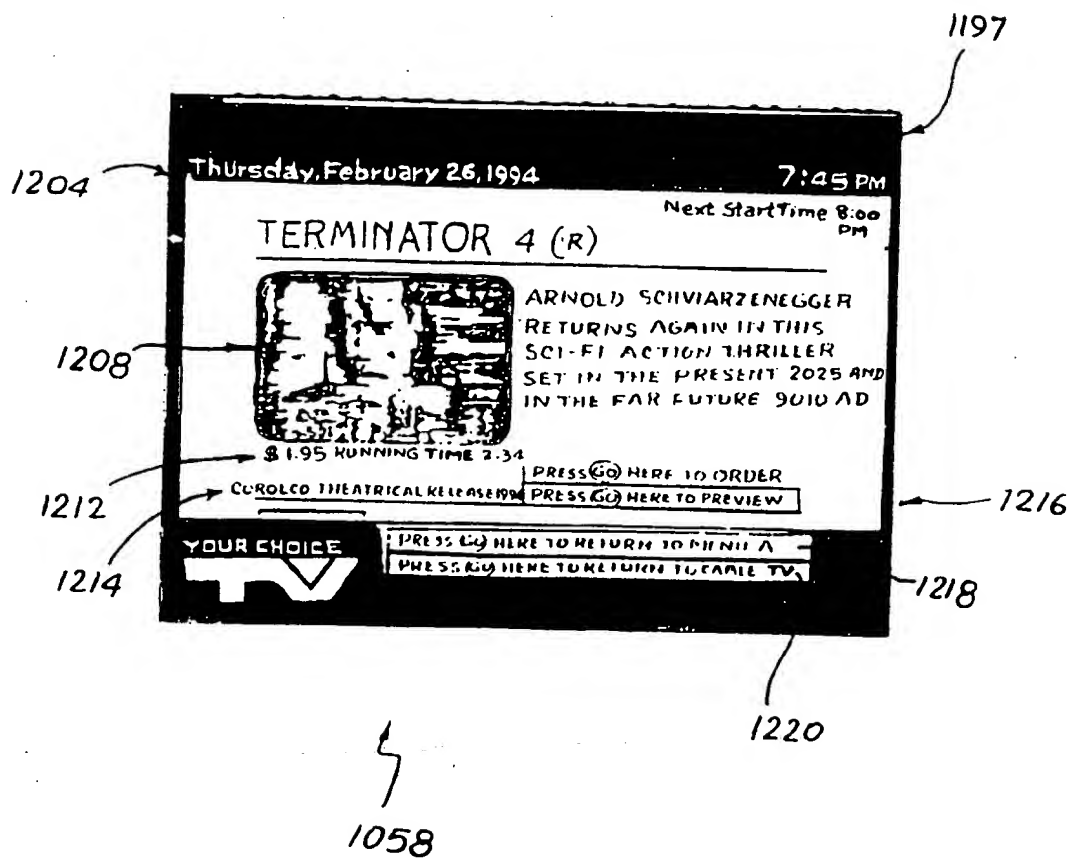 1197
1204
Thursday, February 26, 1994 7:45 PM
Next Start Time 8:00 PM
TERMINATOR 4 (R)
1208
ARNOLD SCHVIARZENEGGER
RETURNS AGAIN IN THIS
SCI-FI ACTION THRILLER
SET IN THE PRESENT 2025 AND
IN THE FAR FUTURE 9010 AD
$1.95 RUNNING TIME 2:34
1212
PRESS GO HERE TO ORDER
COROLCO THEATRICAL RELEASE
PRESS GO HERE TO PREVIEW
1216
1214
YOUR CHOICE
TV
PRESS GO HERE TO RETURN TO MENU A
PRESS GO HERE TO RETURN TO CABLE TV
1218
1220
1058